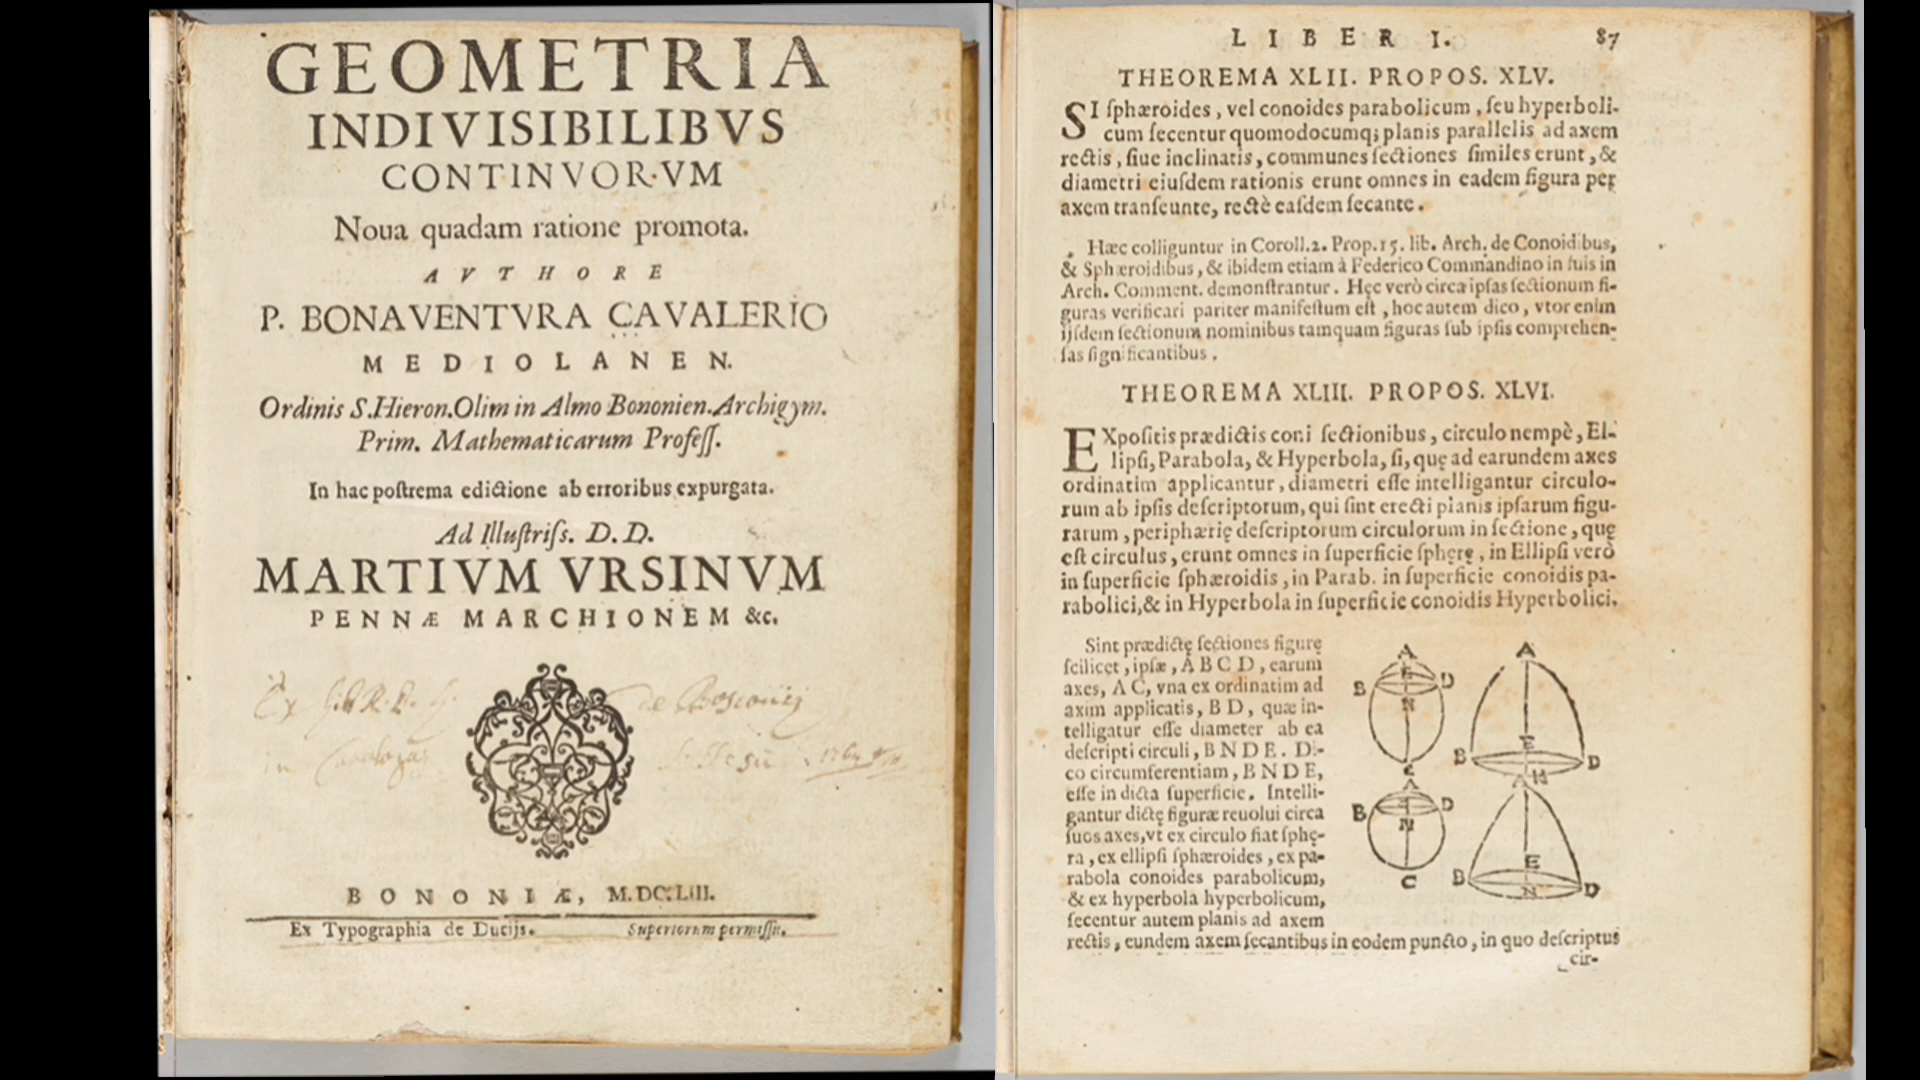 GEOMETRIA
INDIVISIBILIBVS
CONTINVORVM
Noua quadam ratione promota.
AVTHORE
P. BONAVENTVRA CAVALERIO
MEDIOLANEN.
Ordinis S.Hieron.Olim in Almo Bononien.Archigym.
Prim. Mathematicarum Profeſſ.
In hac poſtrema edictione ab erroribus expurgata.
Ad Illuſtriſs. D.D.
MARTIVM VRSINVM
PENNÆ MARCHIONEM &c.
Ex
de
in
BONONIÆ, M.DC.LIII.
Ex Typographia de Ducijs. Superiorum permiſſu.
LIBER I. 87
THEOREMA XLII. PROPOS. XLV.
SI ſphæroides, vel conoides parabolicum, ſeu hyperboli-
cum ſecentur quomodocumq; planis parallelis ad axem
rectis, ſiue inclinatis, communes ſectiones ſimiles erunt, &
diametri eiuſdem rationis erunt omnes in eadem figura per
axem tranſeunte, rectè eaſdem ſecante.
Hæc colliguntur in Coroll.2. Prop.15. lib. Arch. de Conoidibus,
& Sphæroidibus, & ibidem etiam à Federico Commandino in ſuis in
Arch. Comment. demonſtrantur. Hęc verò circa ipſas ſectionum fi-
guras verificari pariter manifeſtum eſt, hoc autem dico, vtor enim
ijſdem ſectionum nominibus tamquam figuras ſub ipſis comprehen-
ſas ſignificantibus.
THEOREMA XLIII. PROPOS. XLVI.
EXpoſitis prædictis coni ſectionibus, circulo nempè, El-
lipſi, Parabola, & Hyperbola, ſi, quę ad earundem axes
ordinatim applicantur, diametri eſſe intelligantur circulo-
rum ab ipſis deſcriptorum, qui ſint erecti planis ipſarum figu-
rarum, periphærię deſcriptorum circulorum in ſectione, quę
eſt circulus, erunt omnes in ſuperficie ſphęrę, in Ellipſi verò
in ſuperficie ſphæroidis, in Parab. in ſuperficie conoidis pa-
rabolici, & in Hyperbola in ſuperficie conoidis Hyperbolici.
Sint prædictę ſectiones figurę
ſcilicet, ipſæ, A B C D, earum
axes, A C, vna ex ordinatim ad
axim applicatis, B D, quæ in-
telligatur eſſe diameter ab ea
deſcripti circuli, B N D E. Di-
co circumferentiam, B N D E,
eſſe in dicta ſuperficie. Intelli-
gantur dictę figuræ reuolui circa
ſuos axes, vt ex circulo fiat ſphę-
ra, ex ellipſi ſphæroides, ex pa-
rabola conoides parabolicum,
& ex hyperbola hyperbolicum,
ſecentur autem planis ad axem
rectis, eundem axem ſecantibus in eodem puncto, in quo deſcriptus
cir-
A
E
B D
N
C
A
E
B D
N
A
B D
N
C
A
E
B D
N